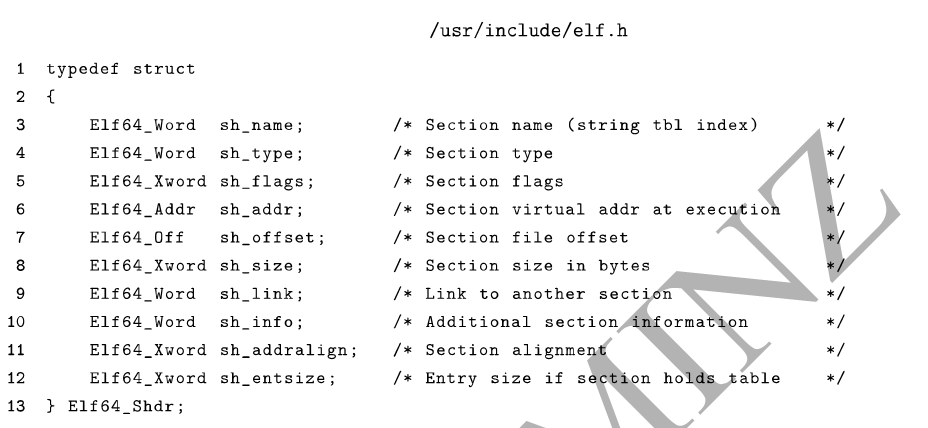 /usr/include/elf.h
1 typedef struct
2 {
3 Elf64_Word sh_name; /* Section name (string tbl index) */
4 Elf64_Word sh_type; /* Section type */
5 Elf64_Xword sh_flags; /* Section flags */
6 Elf64_Addr sh_addr; /* Section virtual addr at execution */
7 Elf64_Off sh_offset; /* Section file offset */
8 Elf64_Xword sh_size; /* Section size in bytes */
9 Elf64_Word sh_link; /* Link to another section */
10 Elf64_Word sh_info; /* Additional section information */
11 Elf64_Xword sh_addralign; /* Section alignment */
12 Elf64_Xword sh_entsize; /* Entry size if section holds table */
13 } Elf64_Shdr;
MINZ